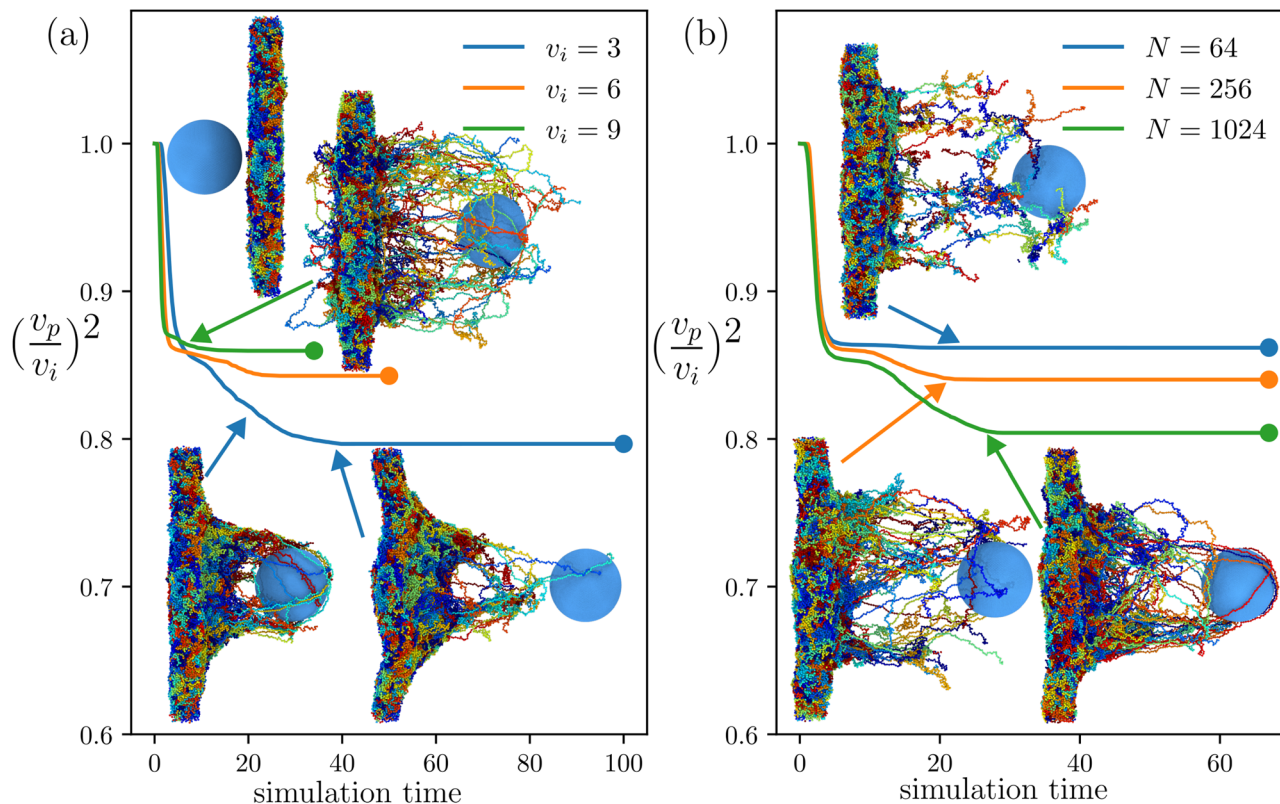 (a)
v_i = 3
v_i = 6
v_i = 9
(v_p/v_i)^2
1.0
0.9
0.8
0.7
0.6
0
20
40
60
80
100
simulation time
(b)
N = 64
N = 256
N = 1024
(v_p/v_i)^2
1.0
0.9
0.8
0.7
0.6
0
20
40
60
simulation time